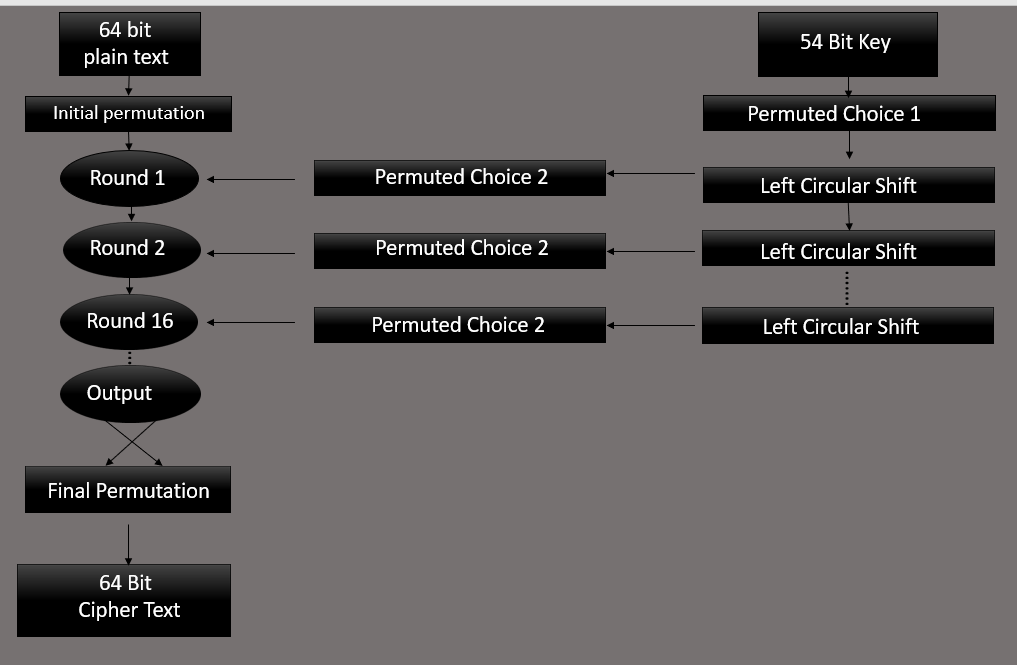 64 bit
plain text
54 Bit Key
Initial permutation
Permuted Choice 1
Round 1
Permuted Choice 2
Left Circular Shift
Round 2
Permuted Choice 2
Left Circular Shift
Round 16
Permuted Choice 2
Left Circular Shift
Output
Final Permutation
64 Bit
Cipher Text